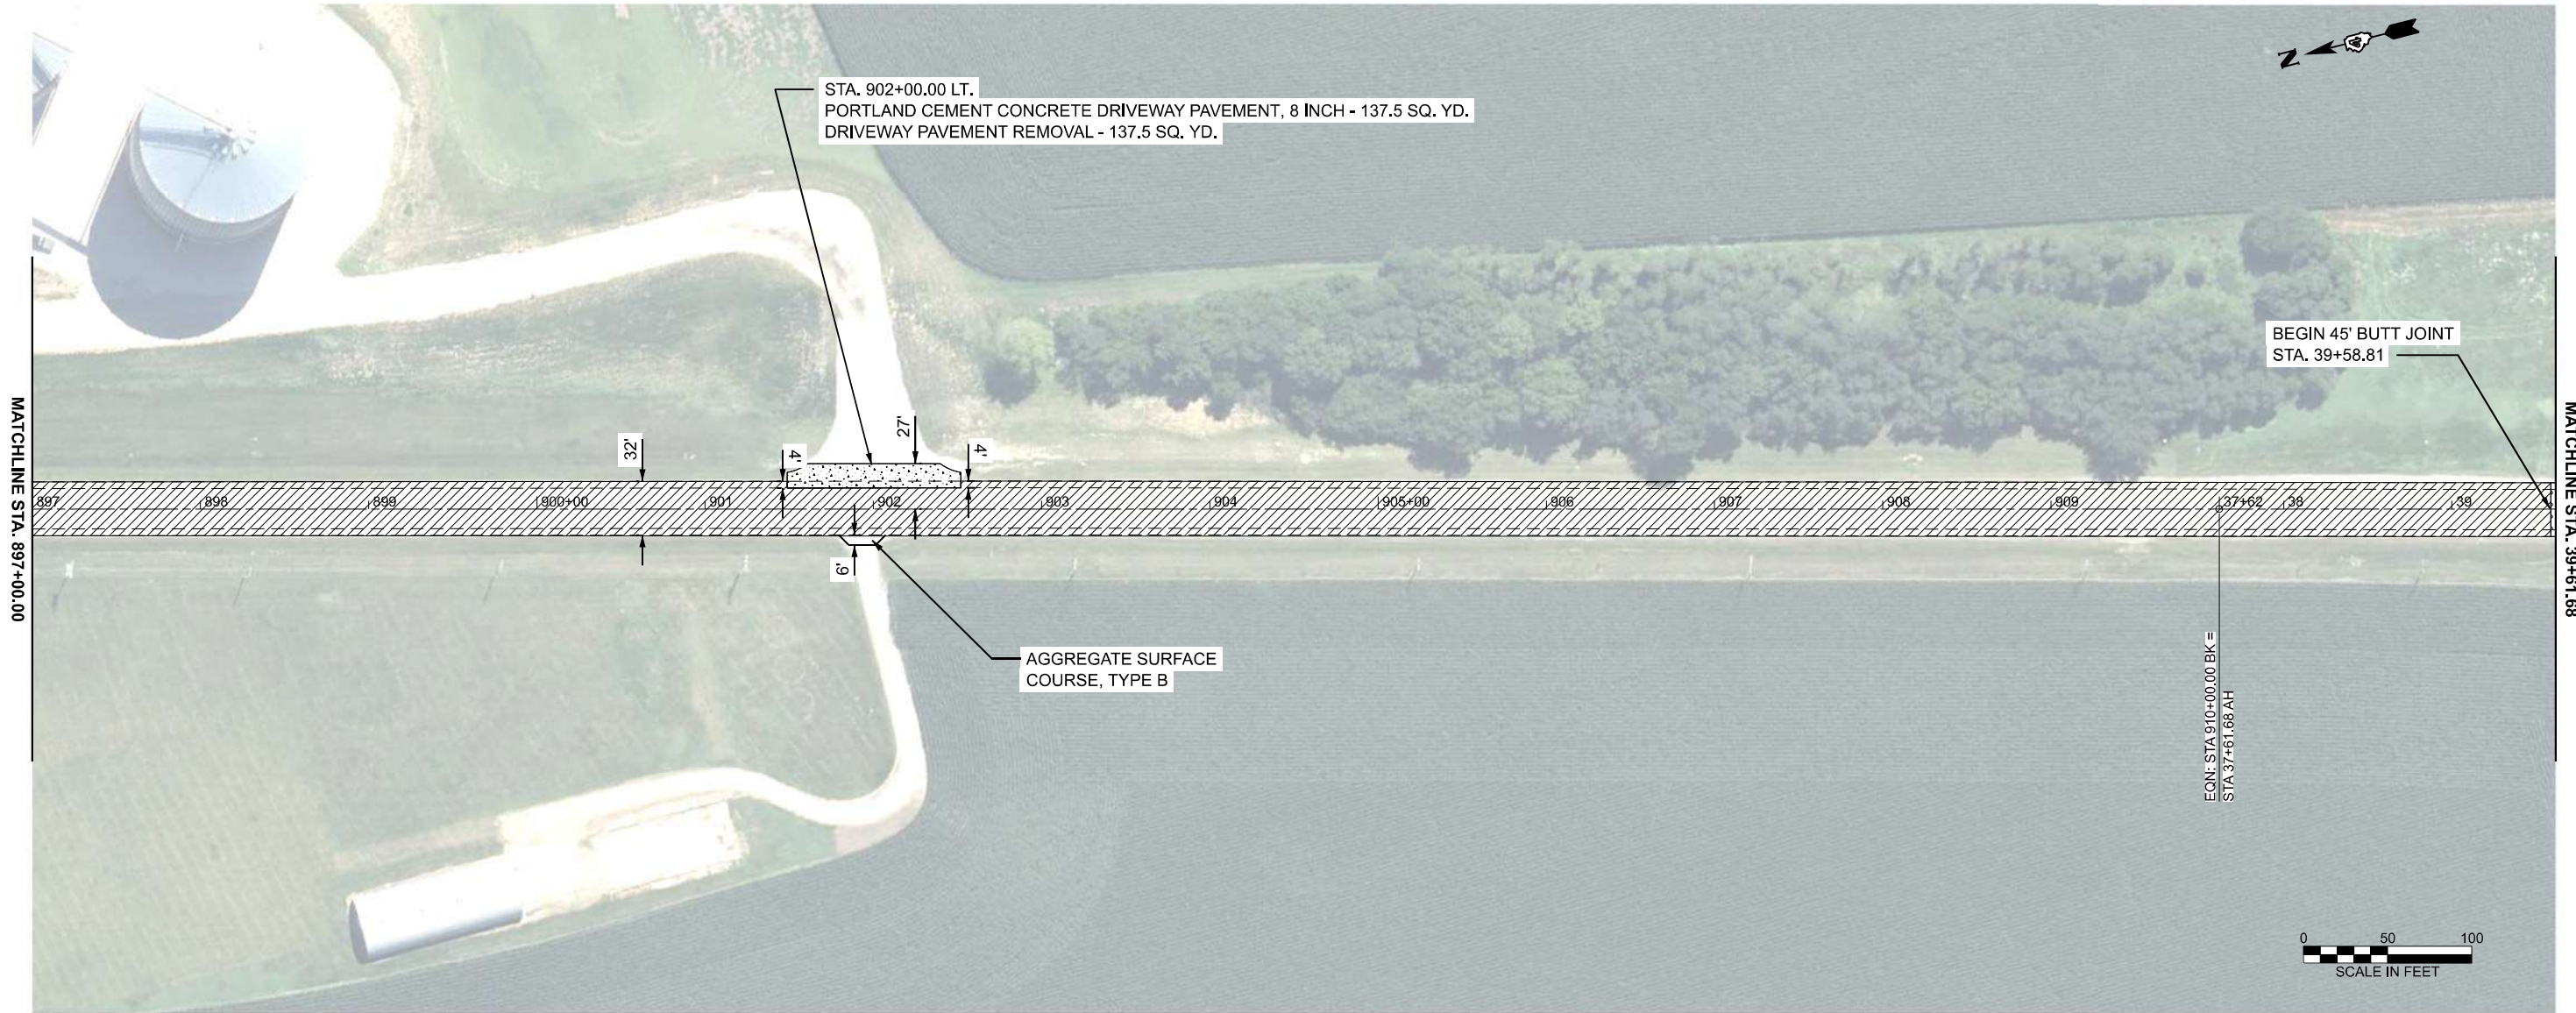 N
STA. 902+00.00 LT.
PORTLAND CEMENT CONCRETE DRIVEWAY PAVEMENT, 8 INCH - 137.5 SQ. YD.
DRIVEWAY PAVEMENT REMOVAL - 137.5 SQ. YD.
BEGIN 45' BUTT JOINT
STA. 39+58.81
MATCHLINE STA. 897+00.00
MATCHLINE STA. 39+61.68
32'
4'
27'
4'
897 898 899 900+00 901 902 903 904 905+00 906 907 908 909 37+62 38 39
6'
AGGREGATE SURFACE
COURSE, TYPE B
EQN: STA 910+00.00 BK =
STA 37+61.68 AH
0 50 100
SCALE IN FEET